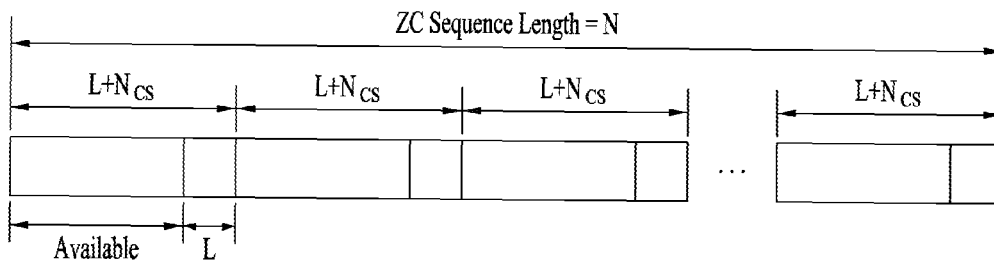 ZC Sequence Length = N
L+N_CS L+N_CS L+N_CS L+N_CS
...
Available L